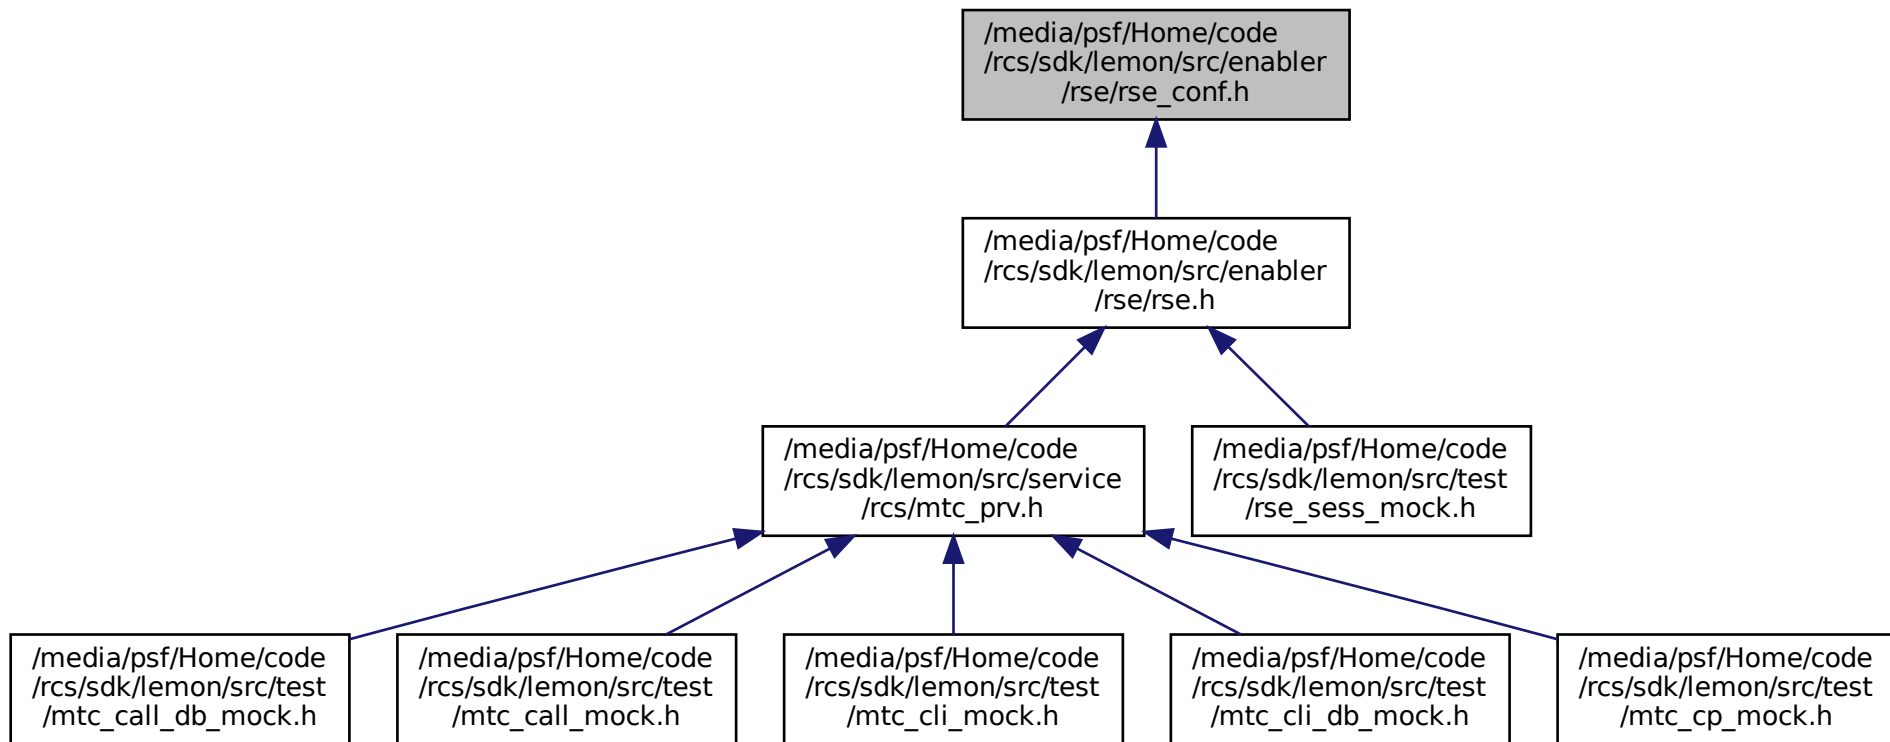 /media/psf/Home/code
/rcs/sdk/lemon/src/enabler
/rse/rse_conf.h
/media/psf/Home/code
/rcs/sdk/lemon/src/enabler
/rse/rse.h
/media/psf/Home/code
/rcs/sdk/lemon/src/service
/rcs/mtc_prv.h
/media/psf/Home/code
/rcs/sdk/lemon/src/test
/rse_sess_mock.h
/media/psf/Home/code
/rcs/sdk/lemon/src/test
/mtc_call_db_mock.h
/media/psf/Home/code
/rcs/sdk/lemon/src/test
/mtc_call_mock.h
/media/psf/Home/code
/rcs/sdk/lemon/src/test
/mtc_cli_mock.h
/media/psf/Home/code
/rcs/sdk/lemon/src/test
/mtc_cli_db_mock.h
/media/psf/Home/code
/rcs/sdk/lemon/src/test
/mtc_cp_mock.h